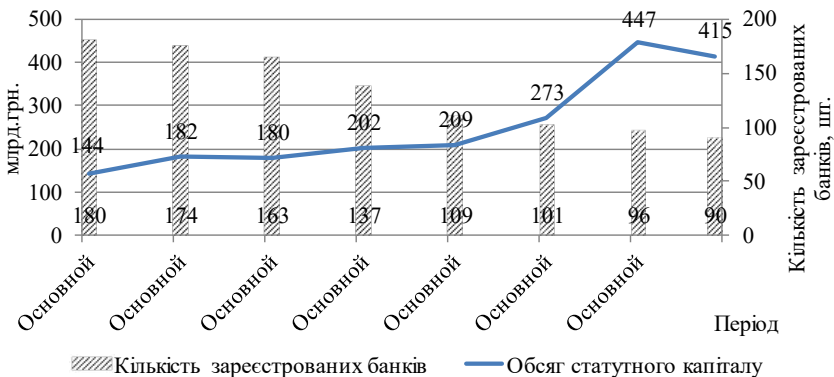 500
400
300
200
100
0
млрд.грн.
144
182
180
202
209
273
447
415
180
174
163
137
109
101
96
90
200
150
100
50
0
Кількість зареєстрованих
банків, шт.
Основной
Основной
Основной
Основной
Основной
Основной
Основной
Період
Кількість зареєстрованих банків
Обсяг статутного капіталу